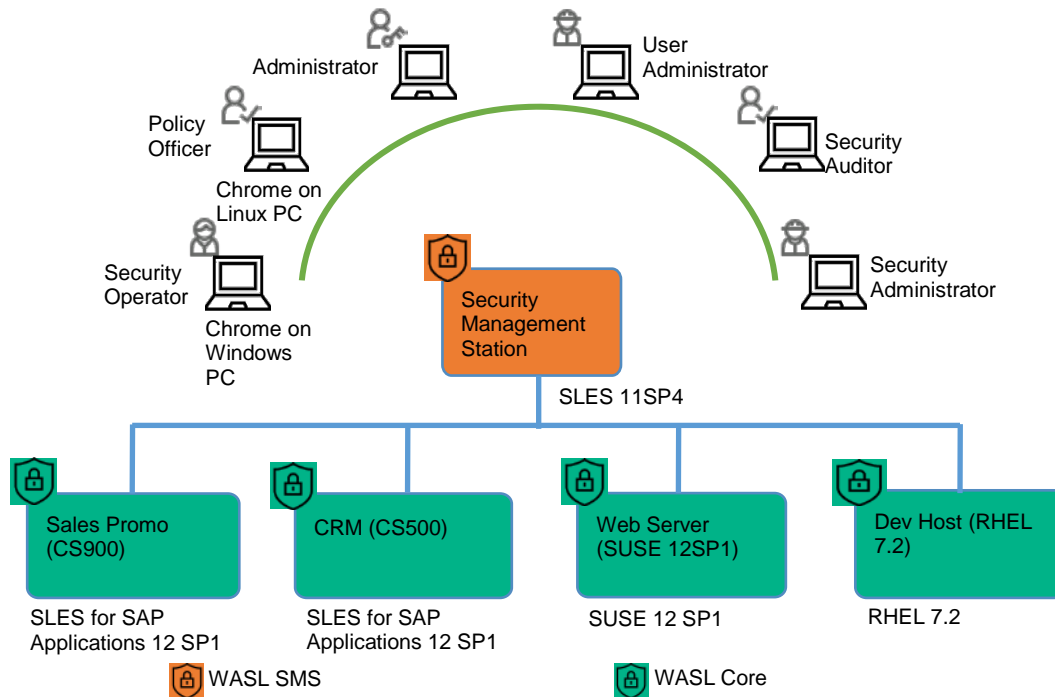 Administrator
User
Administrator
Policy
Officer
Security
Auditor
Chrome on
Linux PC
Security
Operator
Chrome on
Windows
PC
Security
Management
Station
Security
Administrator
SLES 11SP4
Sales Promo
(CS900)
CRM (CS500)
Web Server
(SUSE 12SP1)
Dev Host (RHEL
7.2)
SLES for SAP
Applications 12 SP1
SLES for SAP
Applications 12 SP1
SUSE 12 SP1
RHEL 7.2
WASL SMS
WASL Core